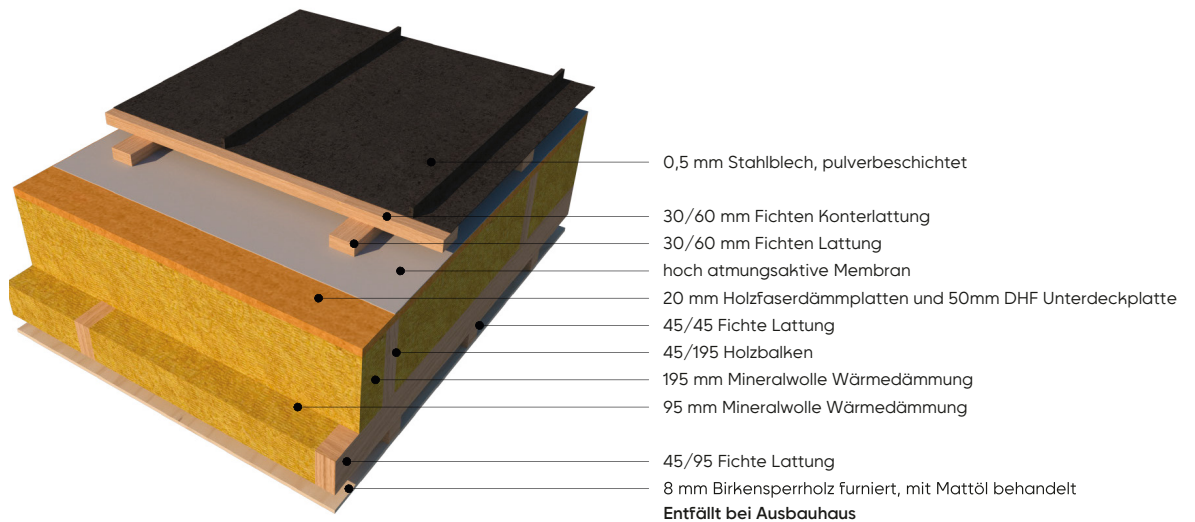 0,5 mm Stahlblech, pulverbeschichtet
30/60 mm Fichten Konterlattung
30/60 mm Fichten Lattung
hoch atmungsaktive Membran
20 mm Holzfaserdämmplatten und 50mm DHF Unterdeckplatte
45/45 Fichte Lattung
45/195 Holzbalken
195 mm Mineralwolle Wärmedämmung
95 mm Mineralwolle Wärmedämmung
45/95 Fichte Lattung
8 mm Birkensperrholz furniert, mit Mattöl behandelt
Entfällt bei Ausbauhaus